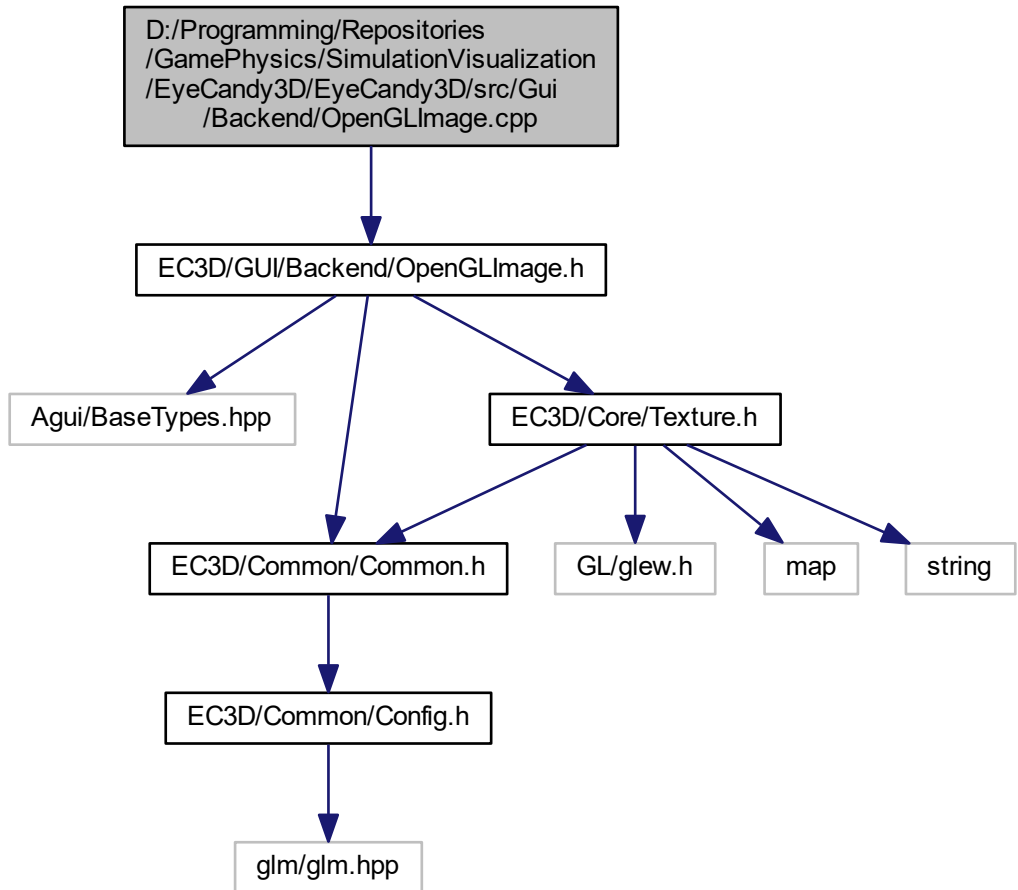 D:/Programming/Repositories
/GamePhysics/SimulationVisualization
/EyeCandy3D/EyeCandy3D/src/Gui
/Backend/OpenGLImage.cpp
EC3D/GUI/Backend/OpenGLImage.h
Agui/BaseTypes.hpp
EC3D/Core/Texture.h
EC3D/Common/Common.h
GL/glew.h
map
string
EC3D/Common/Config.h
glm/glm.hpp